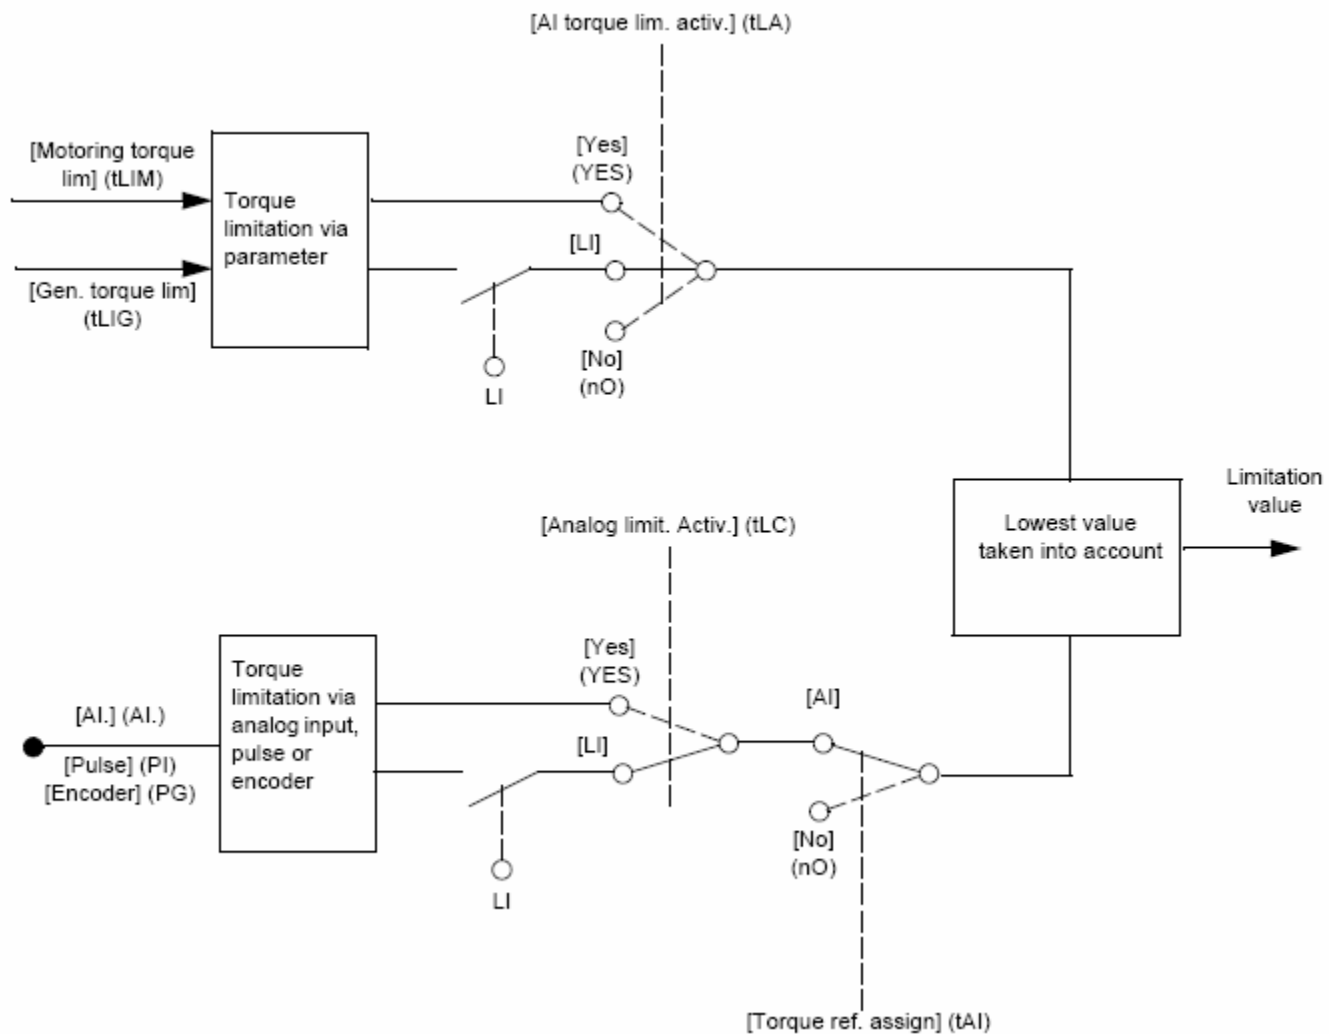 [AI torque lim. activ.] (tLA)
[Motoring torque
lim] (tLIM)
[Gen. torque lim]
(tLIG)
Torque
limitation via
parameter
[Yes]
(YES)
[LI]
[No]
(nO)
LI
Limitation
value
Lowest value
taken into account
[Analog limit. Activ.] (tLC)
[AI.] (AI.)
[Pulse] (PI)
[Encoder] (PG)
Torque
limitation via
analog input,
pulse or
encoder
[Yes]
(YES)
[LI]
LI
[AI]
[No]
(nO)
[Torque ref. assign] (tAI)